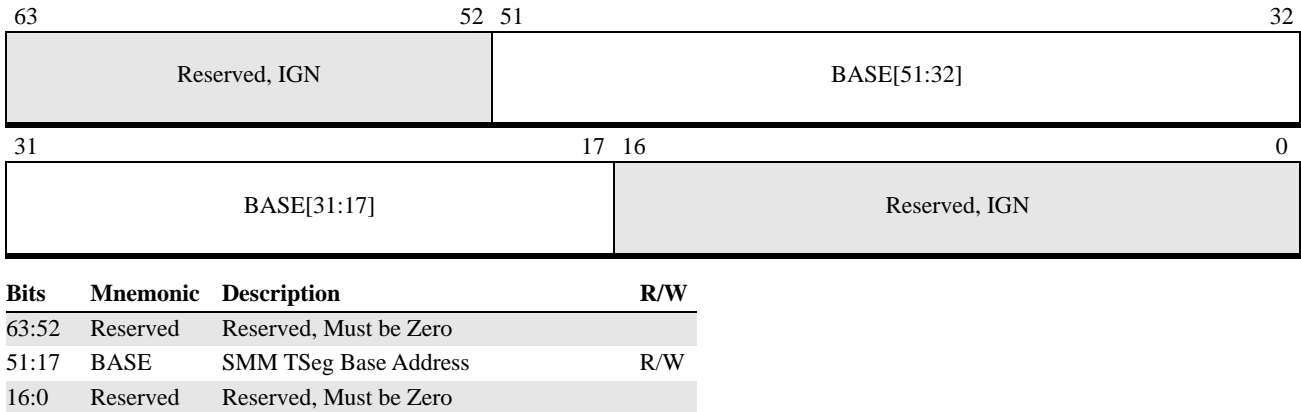 63 52 51 32
Reserved, IGN BASE[51:32]
31 17 16 0
BASE[31:17] Reserved, IGN
Bits Mnemonic Description R/W
63:52 Reserved Reserved, Must be Zero
51:17 BASE SMM TSeg Base Address R/W
16:0 Reserved Reserved, Must be Zero